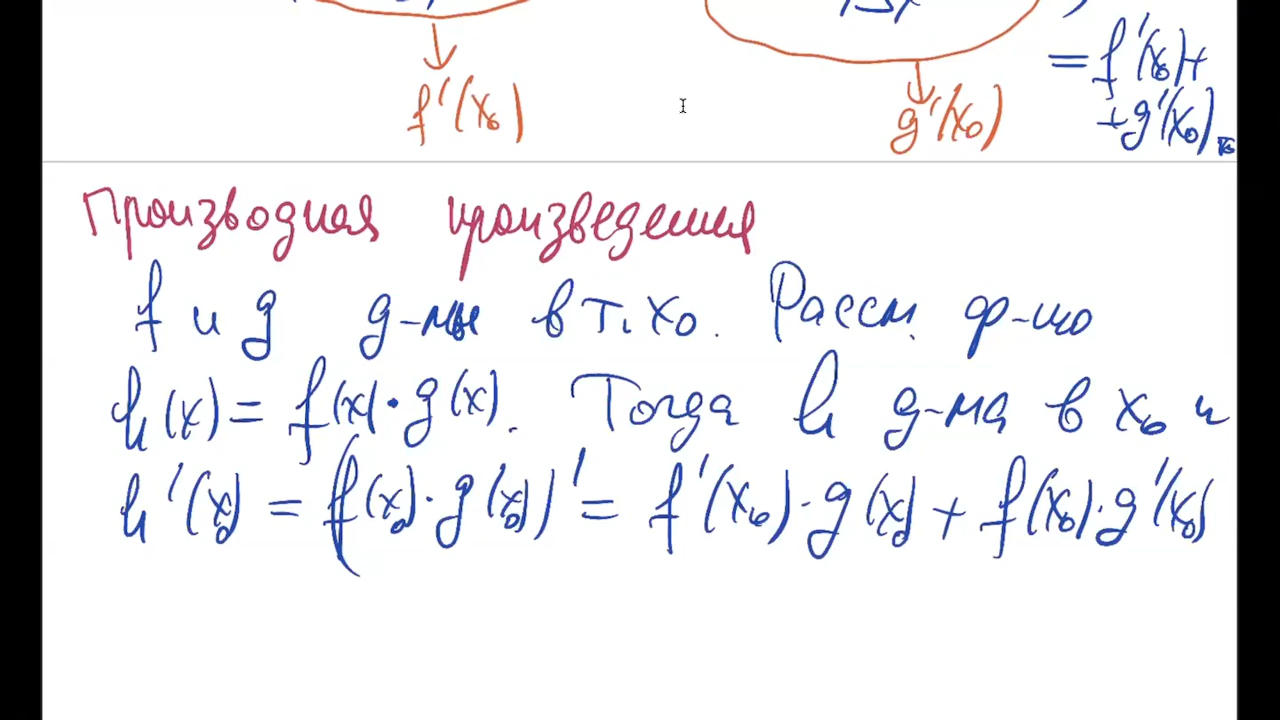 f'(x₀) g'(x₀) = f'(x₀)+
+g'(x₀)
Производная произведения
f и g д-мы в т. x₀. Рассм. ф-цию
h(x) = f(x)·g(x). Тогда h д-ма в x₀ и
h'(x₀) = (f(x₀)·g(x₀))' = f'(x₀)·g(x₀) + f(x₀)·g'(x₀)